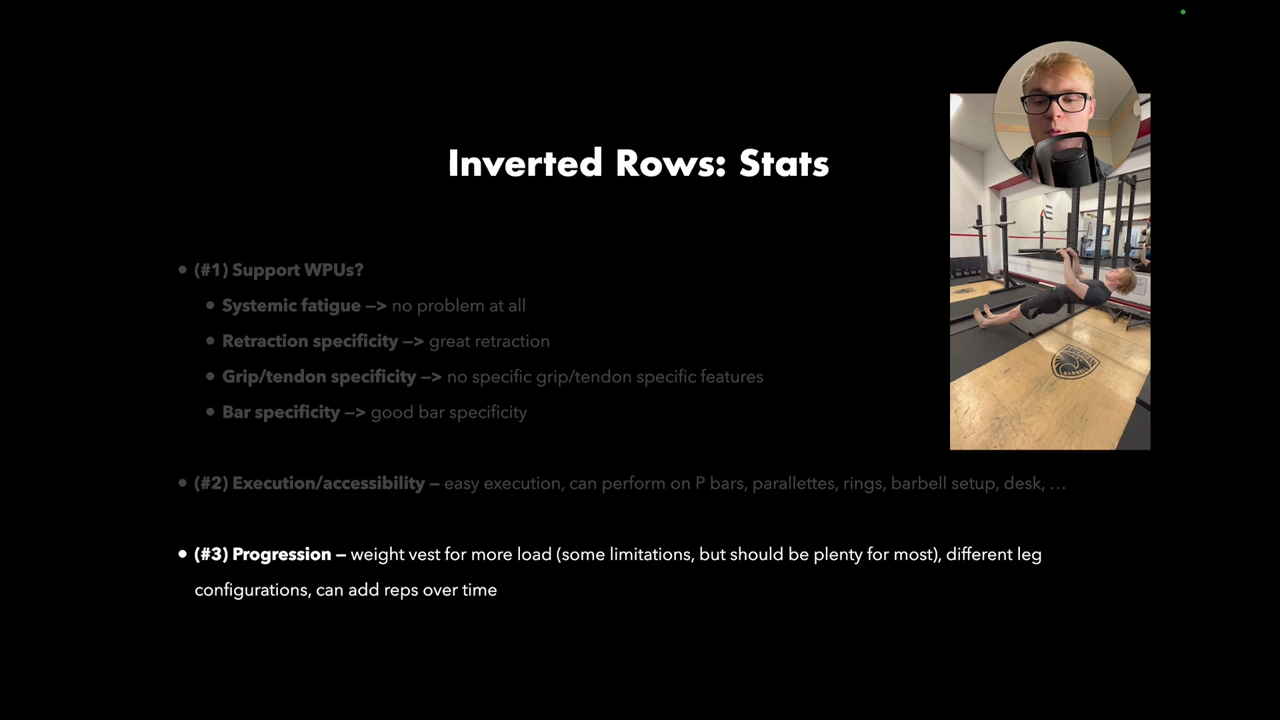 Inverted Rows: Stats
• (#1) Support WPUs?
• Systemic fatigue —> no problem at all
• Retraction specificity —> great retraction
• Grip/tendon specificity —> no specific grip/tendon specific features
• Bar specificity —> good bar specificity
• (#2) Execution/accessibility – easy execution, can perform on P bars, parallettes, rings, barbell setup, desk, …
• (#3) Progression – weight vest for more load (some limitations, but should be plenty for most), different leg
configurations, can add reps over time
AMERICAN
BARBELL